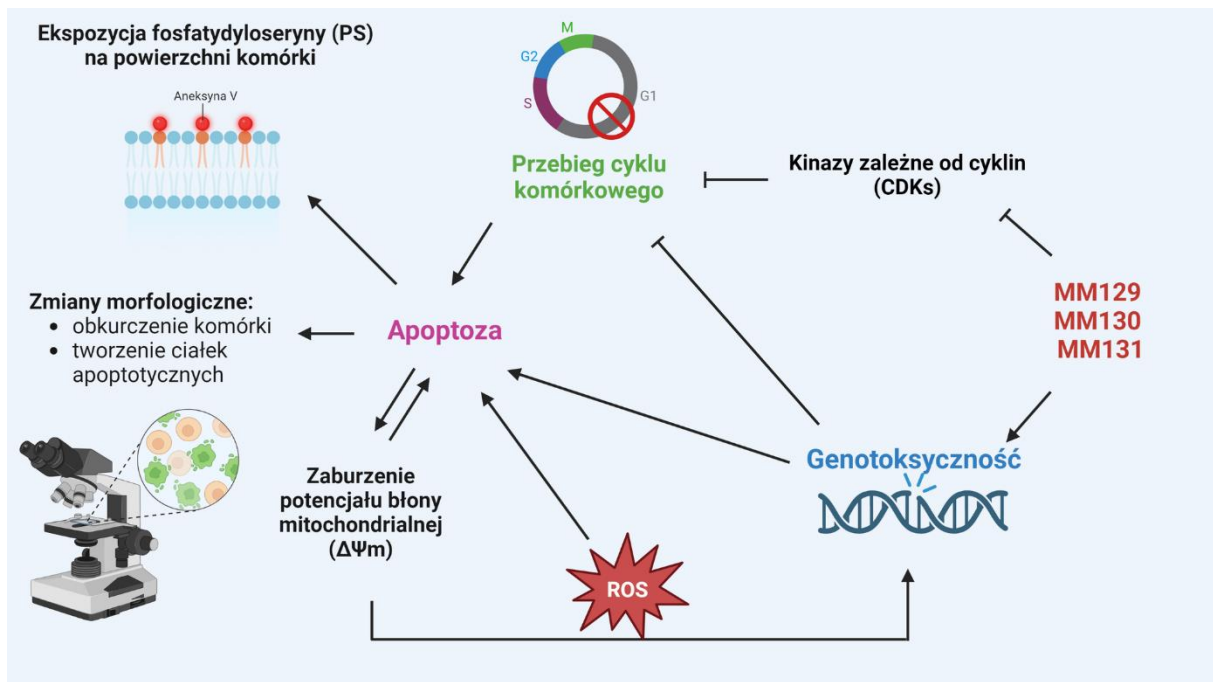 Ekspozycja fosfatydyloseryny (PS)
na powierzchni komórki
Aneksyna V
M
G2
S
G1
Przebieg cyklu
komórkowego
Kinazy zależne od cyklin
(CDKs)
MM129
MM130
MM131
Zmiany morfologiczne:
• obkurczenie komórki
• tworzenie ciałek
apoptotycznych
Apoptoza
Zaburzenie
potencjału błony
mitochondrialnej
(ΔΨm)
Genotoksyczność
ROS